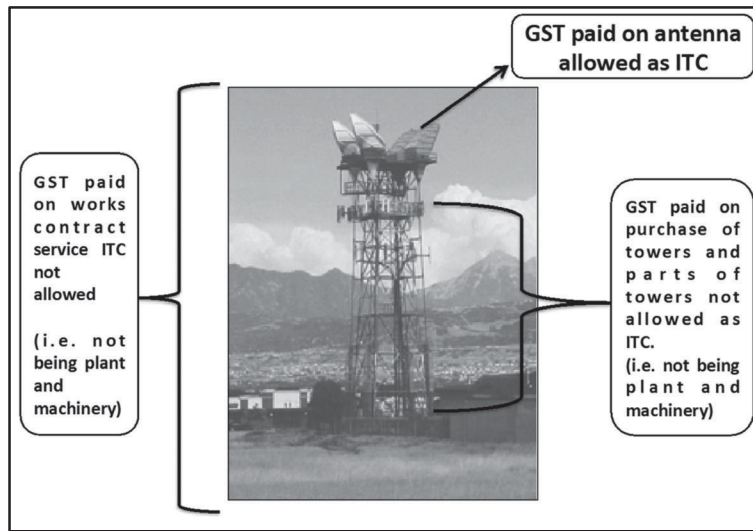 GST paid on antenna
allowed as ITC
GST paid
on works
contract
service ITC
not
allowed
(i.e. not
being plant
and
machinery)
GST paid on
purchase of
towers and
parts of
towers not
allowed as
ITC.
(i.e. not being
plant and
machinery)